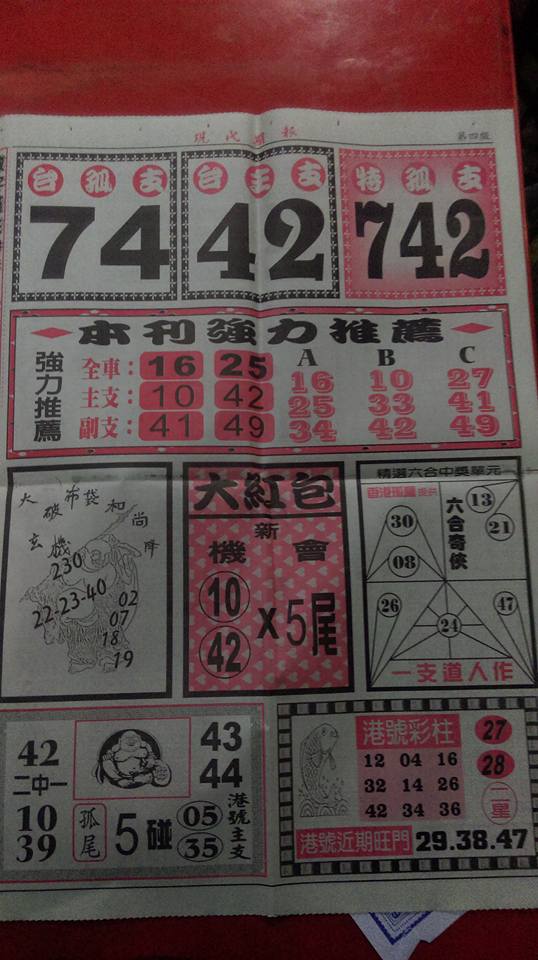 現代週報
第四版
台孤支
台主支
特孤支
74
42
742
本刊強力推薦
強力推薦
全車：16 25
主支：10 42
副支：41 49
A B C
16 10 27
25 33 41
34 42 49
大破布袋和尚降
玄機
230
22-23-40
02
07
18
19
大紅包
新
機會
10
42
x5尾
精選六合中獎單元
六合奇俠
13
21
30
08
26
47
24
一支道人作
42
二中一
10
39
孤尾
5碰
43
44
05
35
港號主支
港號彩柱
12 04 16
32 14 26
42 34 36
27
28
二星
港號近期旺門
29.38.47